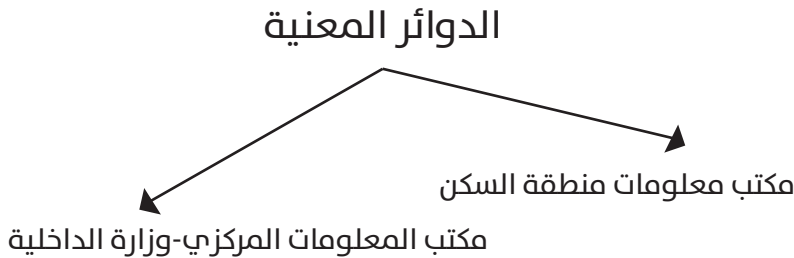 الدوائر المعنية
مكتب معلومات منطقة السكن
مكتب المعلومات المركزي-وزارة الداخلية